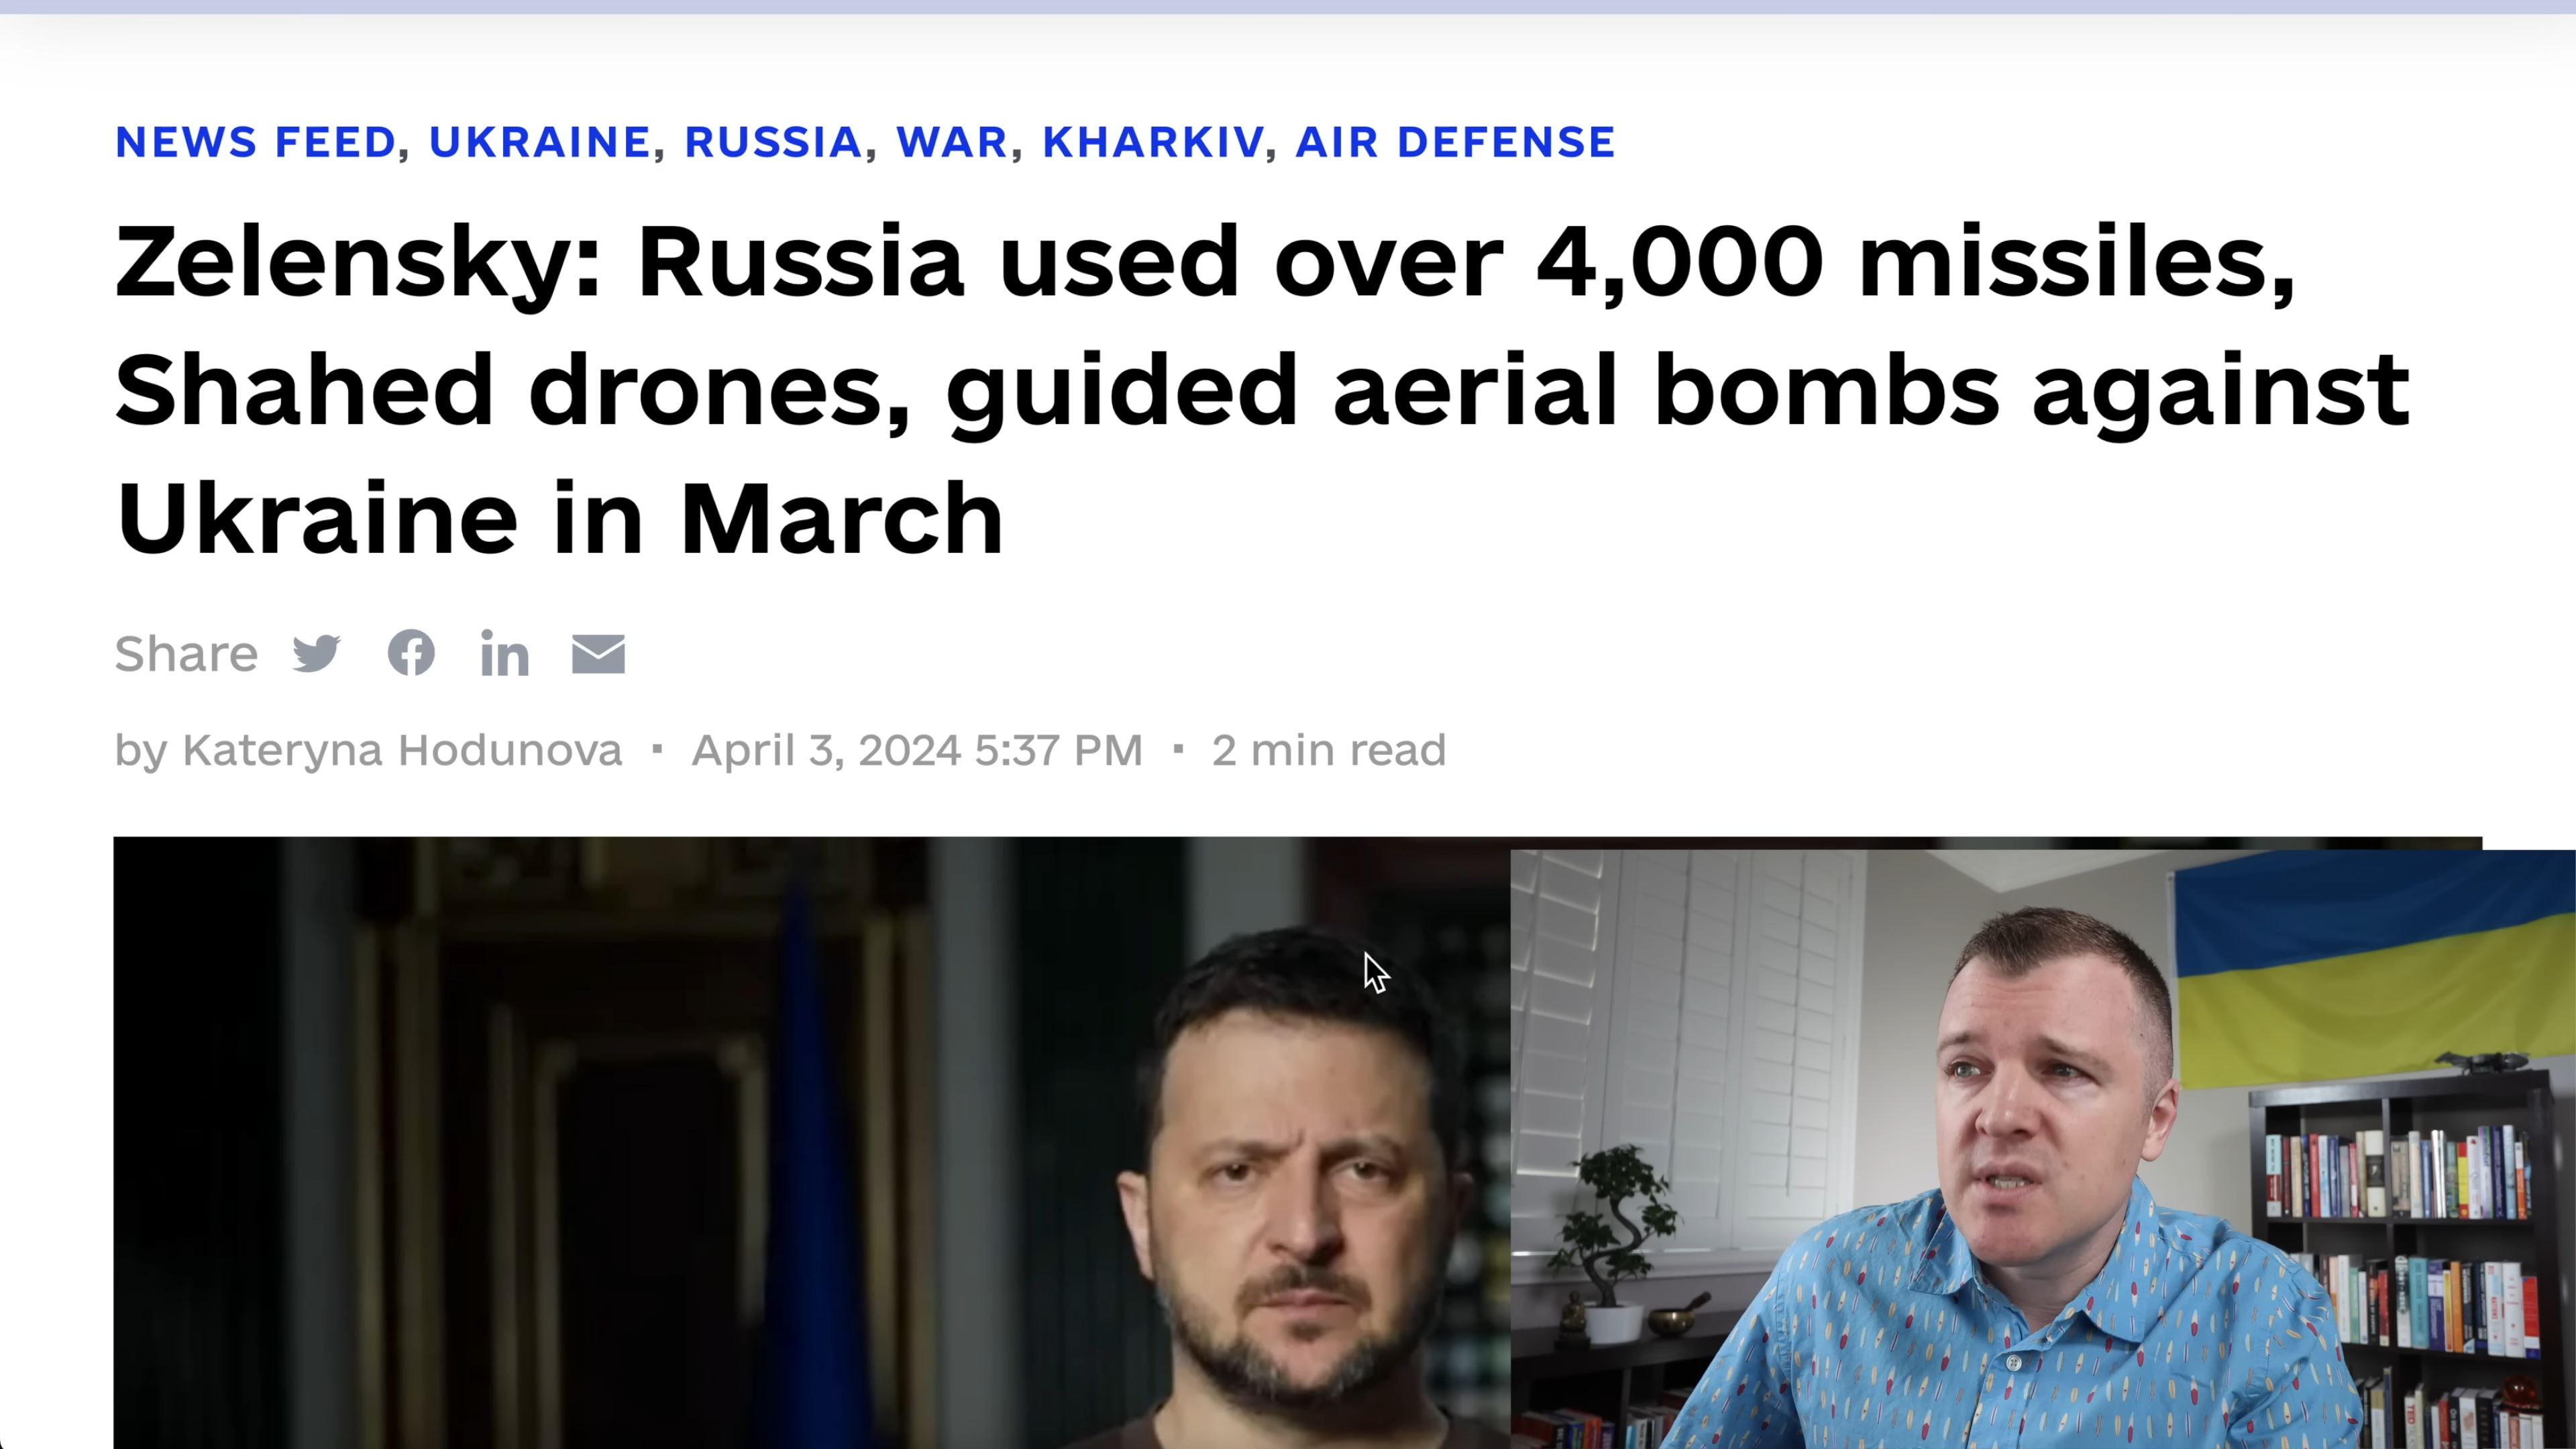 NEWS FEED, UKRAINE, RUSSIA, WAR, KHARKIV, AIR DEFENSE
Zelensky: Russia used over 4,000 missiles,
Shahed drones, guided aerial bombs against
Ukraine in March
Share
by Kateryna Hodunova ▪ April 3, 2024 5:37 PM ▪ 2 min read